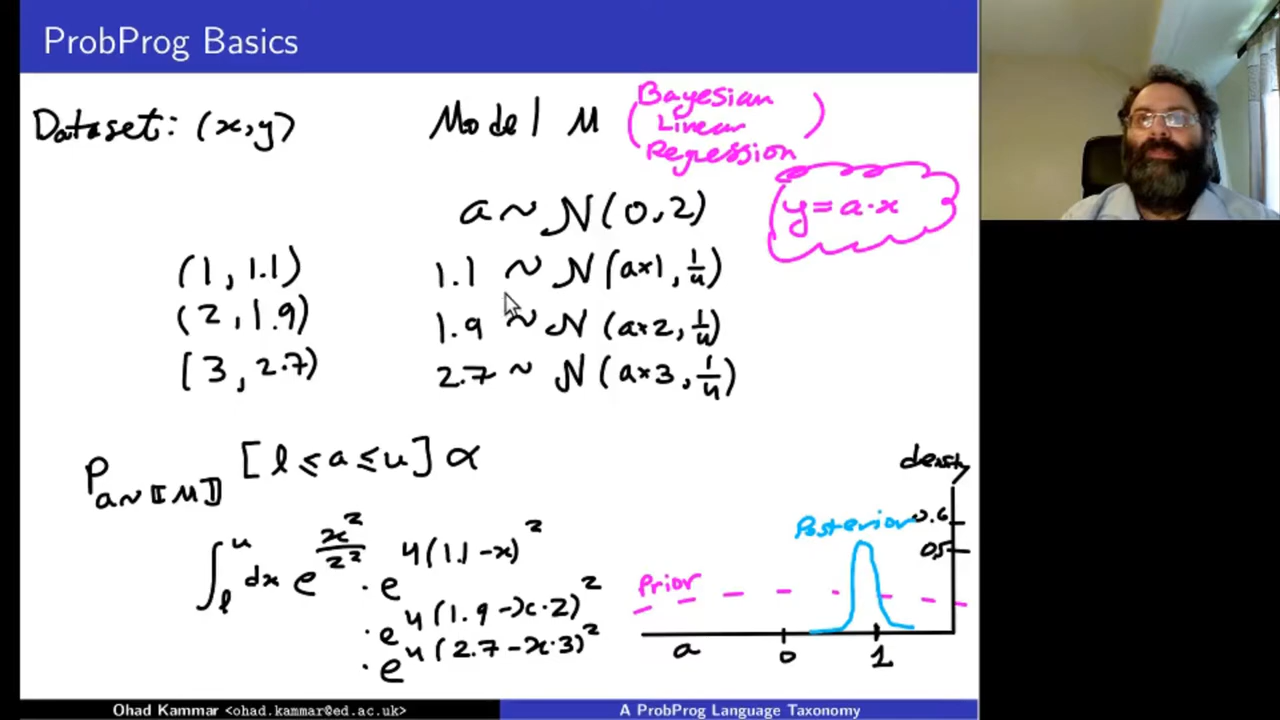 ProbProg Basics
Dataset: (x,y)
Model M
(Bayesian
Linear
Regression)
a ~ N(0,2)
y = a·x
(1, 1.1)
1.1 ~ N(a×1, 1/4)
(2, 1.9)
1.9 ~ N(a×2, 1/4)
[3, 2.7)
2.7 ~ N(a×3, 1/4)
P a~⟦M⟧ [l ≤ a ≤ u] ∝
∫_l^u dx e^(x²/2²) · e^(4(1.1-x)²)
· e^(4(1.9-x·2)²)
· e^(4(2.7-x·3)²)
density
Posterior
0.6
0.5
Prior
a
0
1
Ohad Kammar <ohad.kammar@ed.ac.uk>
A ProbProg Language Taxonomy